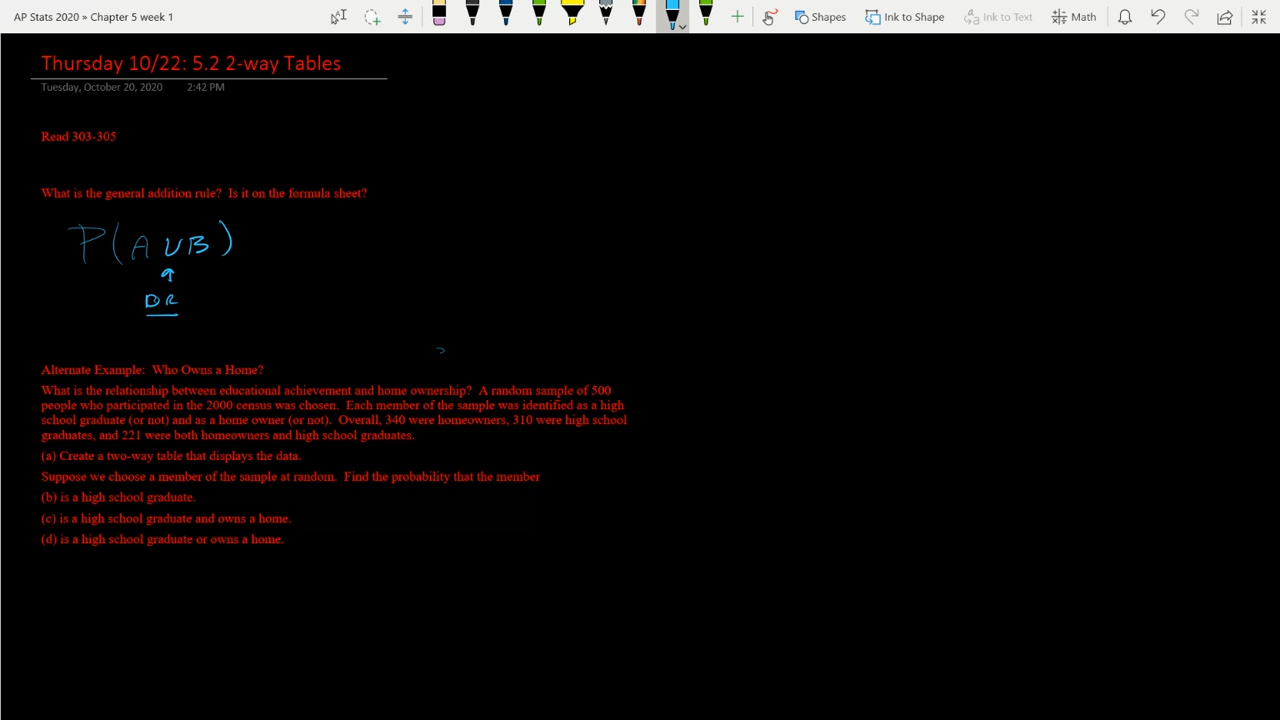 AP Stats 2020 » Chapter 5 week 1
Shapes
Ink to Shape
Ink to Text
Math
Thursday 10/22: 5.2 2-way Tables
Tuesday, October 20, 2020 2:42 PM
Read 303-305
What is the general addition rule? Is it on the formula sheet?
P(A ∪ B)
OR
Alternate Example: Who Owns a Home?
What is the relationship between educational achievement and home ownership? A random sample of 500
people who participated in the 2000 census was chosen. Each member of the sample was identified as a high
school graduate (or not) and as a home owner (or not). Overall, 340 were homeowners, 310 were high school
graduates, and 221 were both homeowners and high school graduates.
(a) Create a two-way table that displays the data.
Suppose we choose a member of the sample at random. Find the probability that the member
(b) is a high school graduate.
(c) is a high school graduate and owns a home.
(d) is a high school graduate or owns a home.